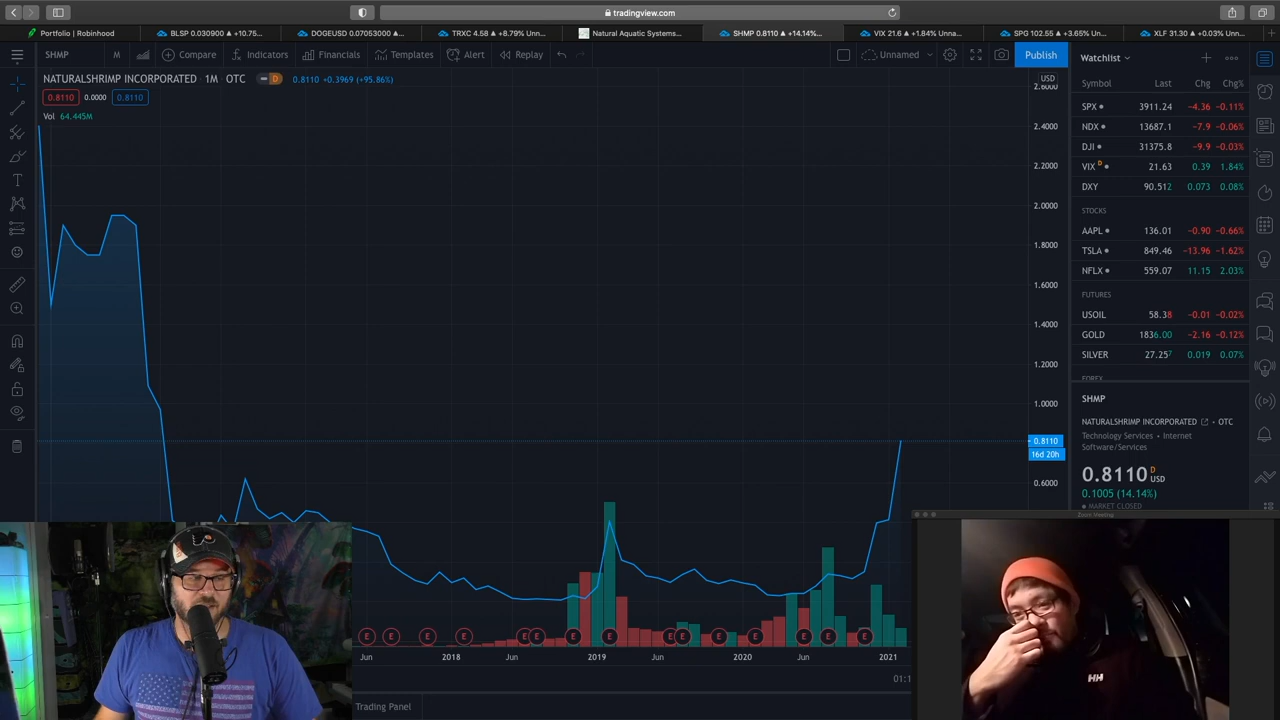 tradingview.com
Portfolio | Robinhood
BLSP 0.030900 ▲ +10.75...
DOGEUSD 0.07053000 ▲...
TRXC 4.58 ▲ +8.79% Unn...
Natural Aquatic Systems...
SHMP 0.8110 ▲ +14.14%...
VIX 21.6 ▲ +1.84% Unna...
SPG 102.55 ▲ +3.65% Un...
XLF 31.30 ▲ +0.03% Unn...
SHMP M Compare Indicators Financials Templates Alert Replay Unnamed Publish
NATURALSHRIMP INCORPORATED · 1M · OTC D 0.8110 +0.3969 (+95.86%)
0.8110 0.0000 0.8110
Vol 64.445M
USD
2.6000
2.4000
2.2000
2.0000
1.8000
1.6000
1.4000
1.2000
1.0000
0.8110
16d 20h
0.6000
E E E E E E E E E E E E E E E
Jun 2018 Jun 2019 Jun 2020 Jun 2021
01:1
Trading Panel
Watchlist
Symbol Last Chg Chg%
SPX 3911.24 −4.36 −0.11%
NDX 13687.1 −7.9 −0.06%
DJI 31375.8 −9.9 −0.03%
VIX D 21.63 0.39 1.84%
DXY 90.512 0.073 0.08%
STOCKS
AAPL 136.01 −0.90 −0.66%
TSLA 849.46 −13.96 −1.62%
NFLX 559.07 11.15 2.03%
FUTURES
USOIL 58.38 −0.01 −0.02%
GOLD 1836.00 −2.16 −0.12%
SILVER 27.257 0.019 0.07%
FOREX
SHMP
NATURALSHRIMP INCORPORATED · OTC
Technology Services • Internet
Software/Services
0.8110 D USD
0.1005 (14.14%)
MARKET CLOSED
Zoom Meeting
HH